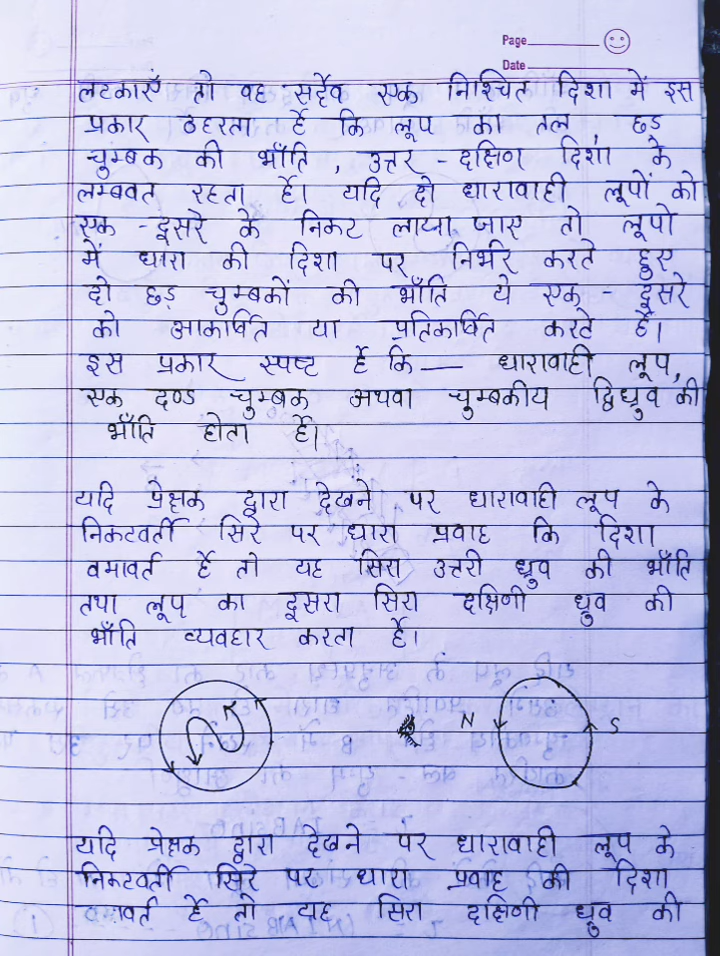 Page
Date
लटकाएँ तो वह सदैव एक निश्चित दिशा में इस
प्रकार ठहरता है कि लूप का तल छड़
चुम्बक की भाँति, उत्तर - दक्षिण दिशा के
लम्बवत रहता है। यदि दो धारावाही लूपों को
एक - दूसरे के निकट लाया जाए तो लूपो
में धारा की दिशा पर निर्भर करते हुए
दो छड़ चुम्बकों की भाँति ये एक दूसरे
को आकर्षित या प्रतिकर्षित करते है।
इस प्रकार स्पष्ट है कि — धारावाही लूप,
एक दण्ड चुम्बक अथवा चुम्बकीय द्विध्रुव की
भाँति होता है।
यदि प्रेक्षक द्वारा देखने पर धारावाही लूप के
निकटवर्ती सिरे पर धारा प्रवाह कि दिशा
वमावर्त है तो यह सिरा उत्तरी ध्रुव की भाँति
तथा लूप का दूसरा सिरा दक्षिणी ध्रुव की
भाँति व्यवहार करता है।
N S
यदि प्रेक्षक द्वारा देखने पर धारावाही लूप के
निकटवर्ती सिरे पर धारा प्रवाह की दिशा
वमावर्त है तो यह सिरा दक्षिणी ध्रुव की